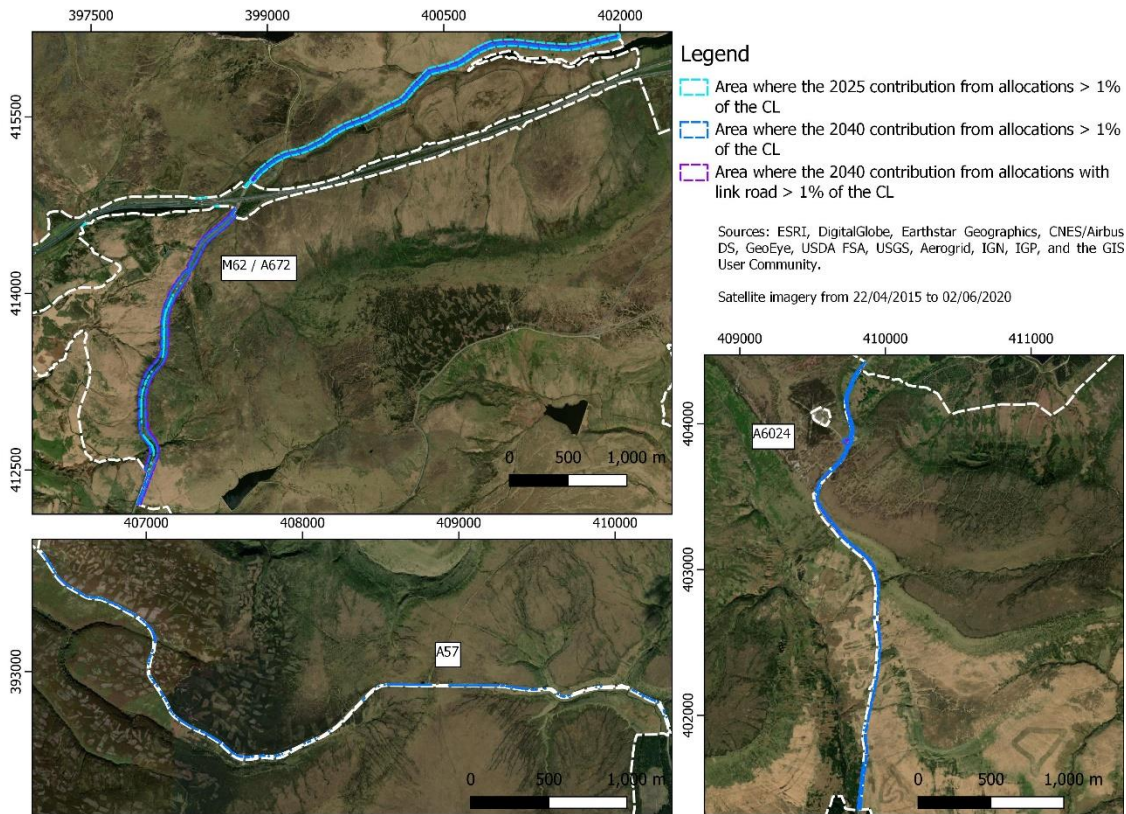 397500 399000 400500 402000
415500
414000
412500
M62 / A672
0 500 1,000 m
Legend
Area where the 2025 contribution from allocations > 1%
of the CL
Area where the 2040 contribution from allocations > 1%
of the CL
Area where the 2040 contribution from allocations with
link road > 1% of the CL
Sources: ESRI, DigitalGlobe, Earthstar Geographics, CNES/Airbus
DS, GeoEye, USDA FSA, USGS, Aerogrid, IGN, IGP, and the GIS
User Community.
Satellite imagery from 22/04/2015 to 02/06/2020
407000 408000 409000 410000
393000
A57
0 500 1,000 m
409000 410000 411000
404000
403000
402000
A6024
0 500 1,000 m